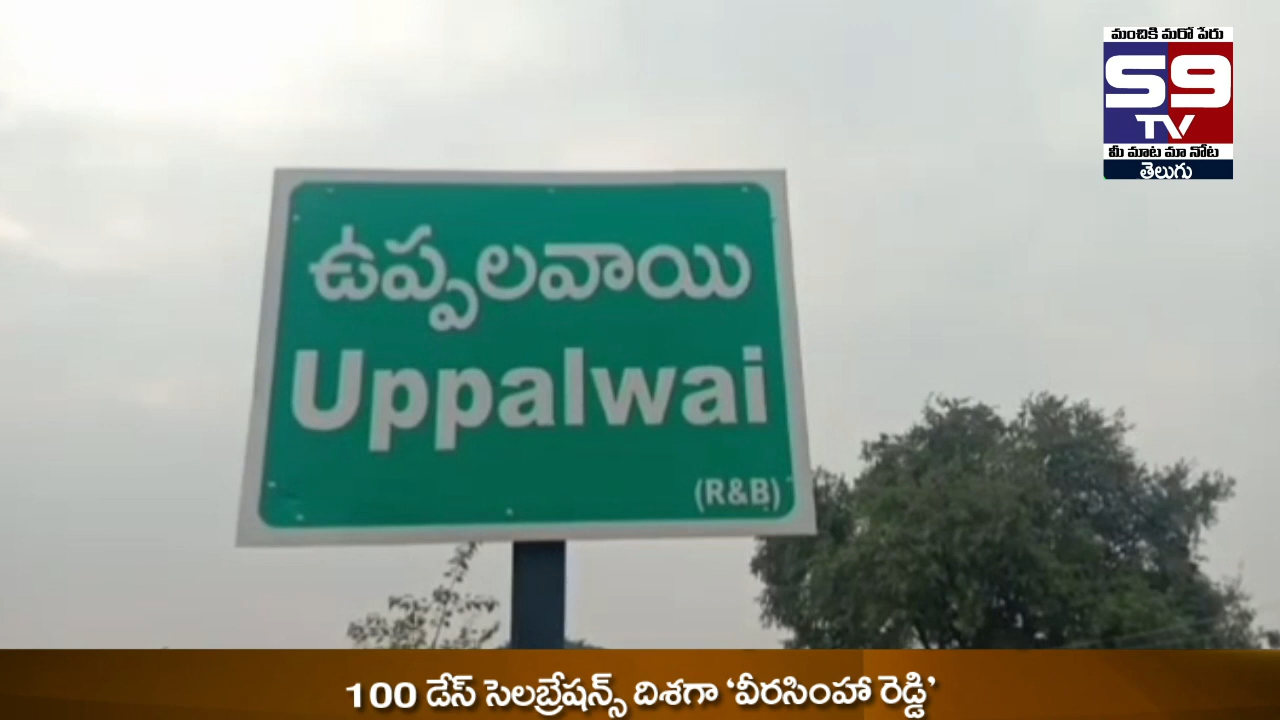 మంచికి మరో పేరు
S9
TV
మీ మాట మా నోట
తెలుగు
ఉప్పలవాయి
Uppalwai
(R&B)
100 డేస్ సెలబ్రేషన్స్ దిశగా ‘వీరసింహా రెడ్డి’